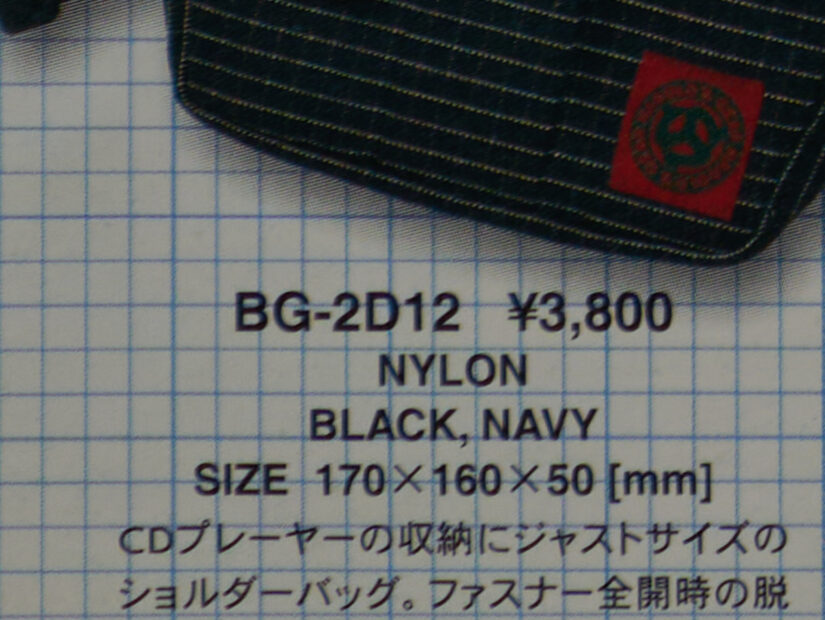 BG-2D12 ¥3,800
NYLON
BLACK, NAVY
SIZE 170×160×50 [mm]
CDプレーヤーの収納にジャストサイズの
ショルダーバッグ。ファスナー全開時の脱